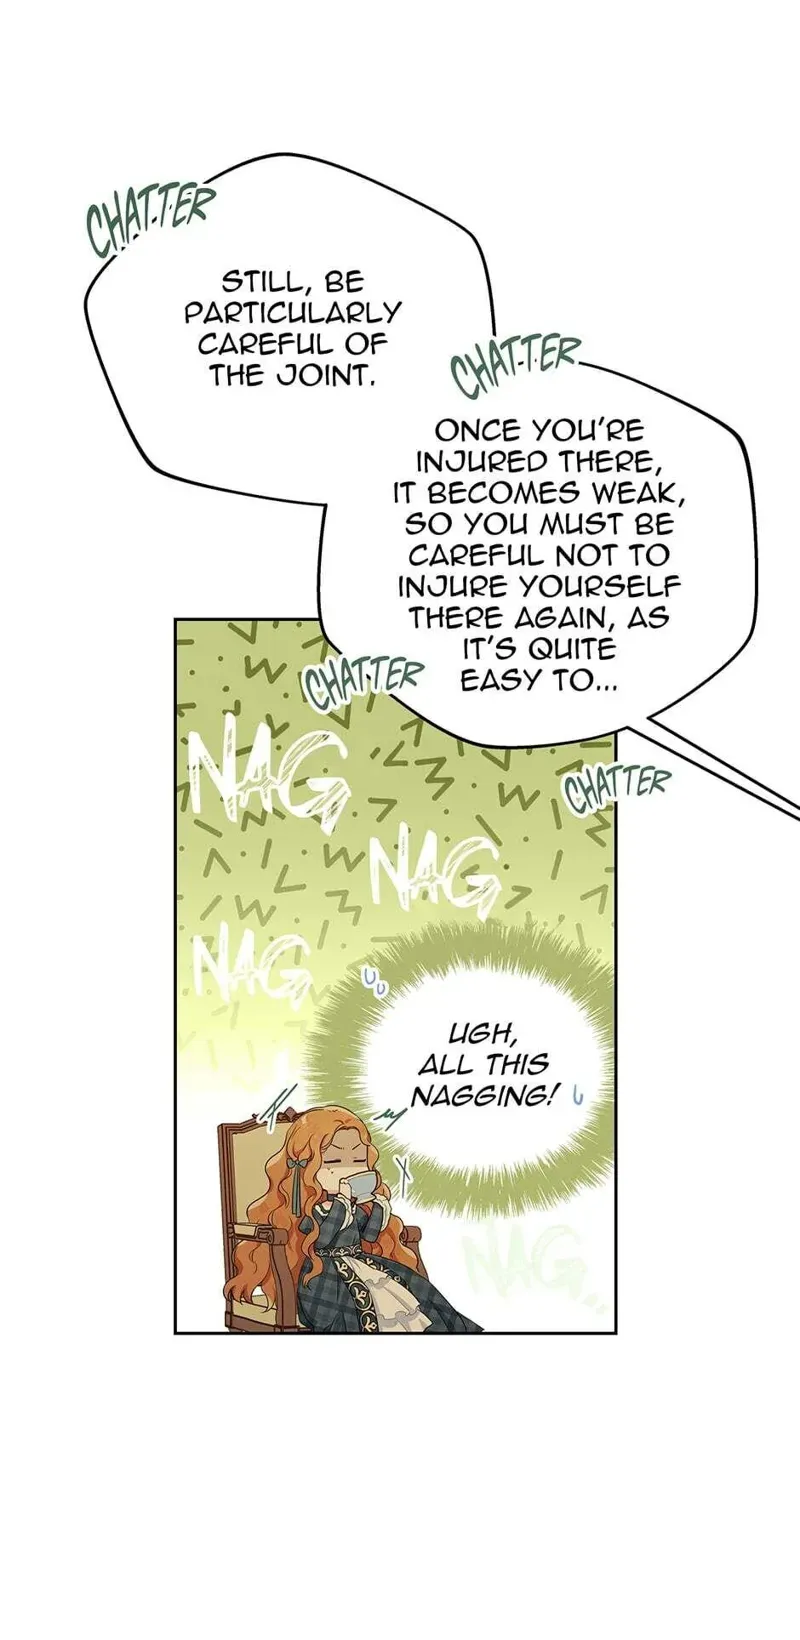 CHATTER
STILL, BE
PARTICULARLY
CAREFUL OF
THE JOINT.
CHATTER
ONCE YOU'RE
INJURED THERE,
IT BECOMES WEAK,
SO YOU MUST BE
CAREFUL NOT TO
INJURE YOURSELF
THERE AGAIN, AS
IT'S QUITE
EASY TO...
CHATTER
NAG
CHATTER
NAG
NAG
UGH,
ALL THIS
NAGGING!
NAG...